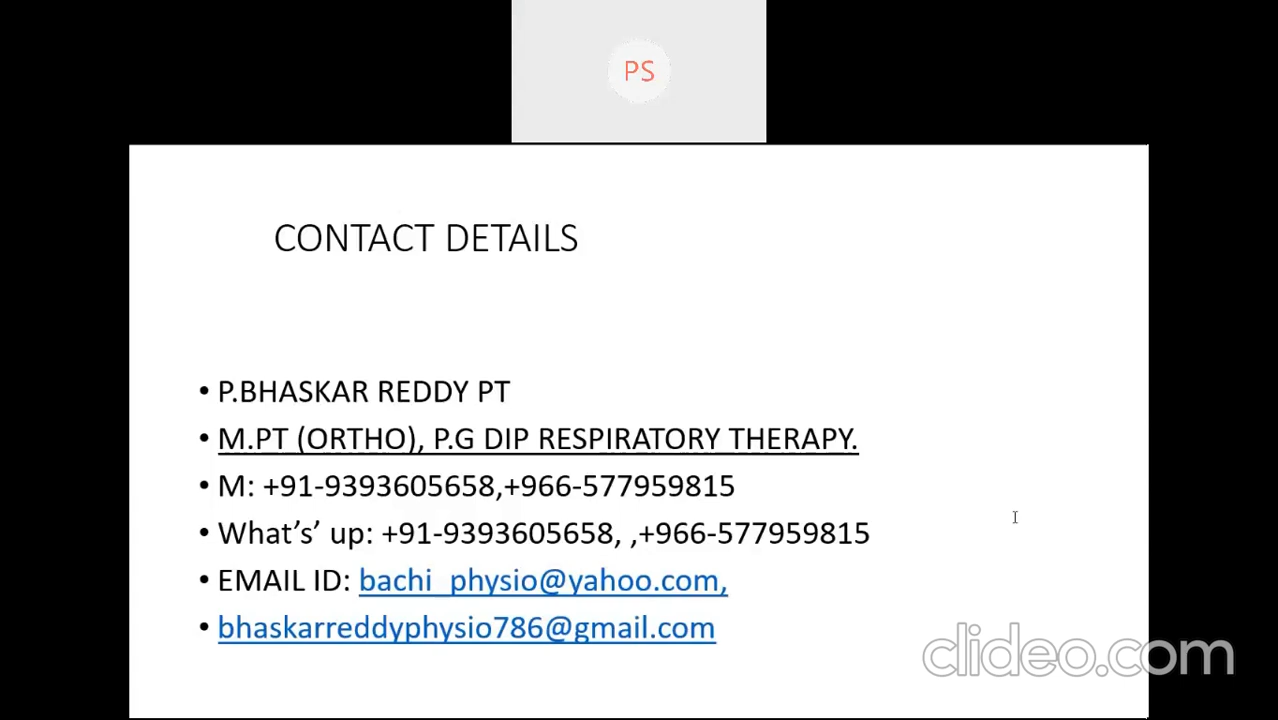 PS
CONTACT DETAILS
• P.BHASKAR REDDY PT
• M.PT (ORTHO), P.G DIP RESPIRATORY THERAPY.
• M: +91-9393605658,+966-577959815
• What’s’ up: +91-9393605658, ,+966-577959815
• EMAIL ID: bachi_physio@yahoo.com,
• bhaskarreddyphysio786@gmail.com
clideo.com